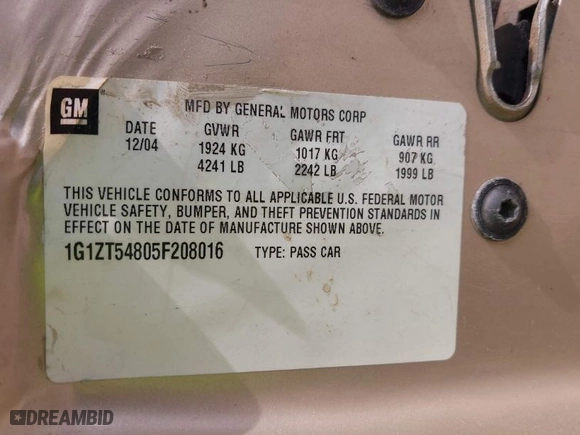 GM
MFD BY GENERAL MOTORS CORP
DATE GVWR GAWR FRT GAWR RR
12/04 1924 KG 1017 KG 907 KG
4241 LB 2242 LB 1999 LB
THIS VEHICLE CONFORMS TO ALL APPLICABLE U.S. FEDERAL MOTOR
VEHICLE SAFETY, BUMPER, AND THEFT PREVENTION STANDARDS IN
EFFECT ON THE DATE OF MANUFACTURE SHOWN ABOVE.
1G1ZT54805F208016 TYPE: PASS CAR
DREAMBID